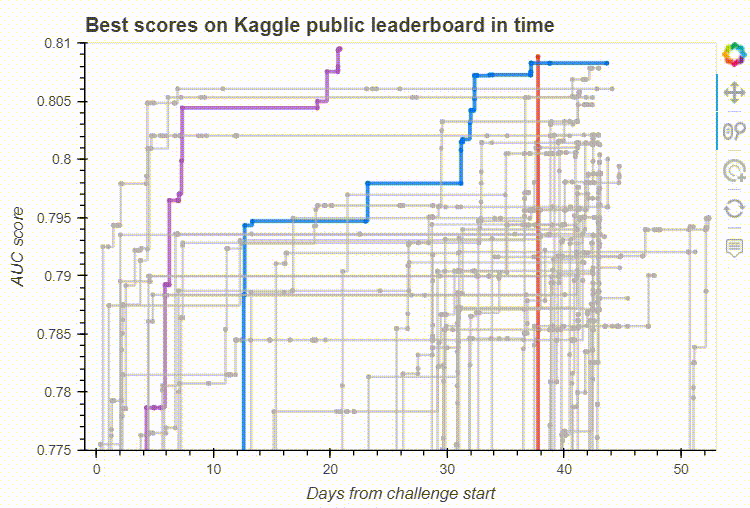 Best scores on Kaggle public leaderboard in time
0.81
0.805
0.8
0.795
0.79
0.785
0.78
0.775
AUC score
0 10 20 30 40 50
Days from challenge start